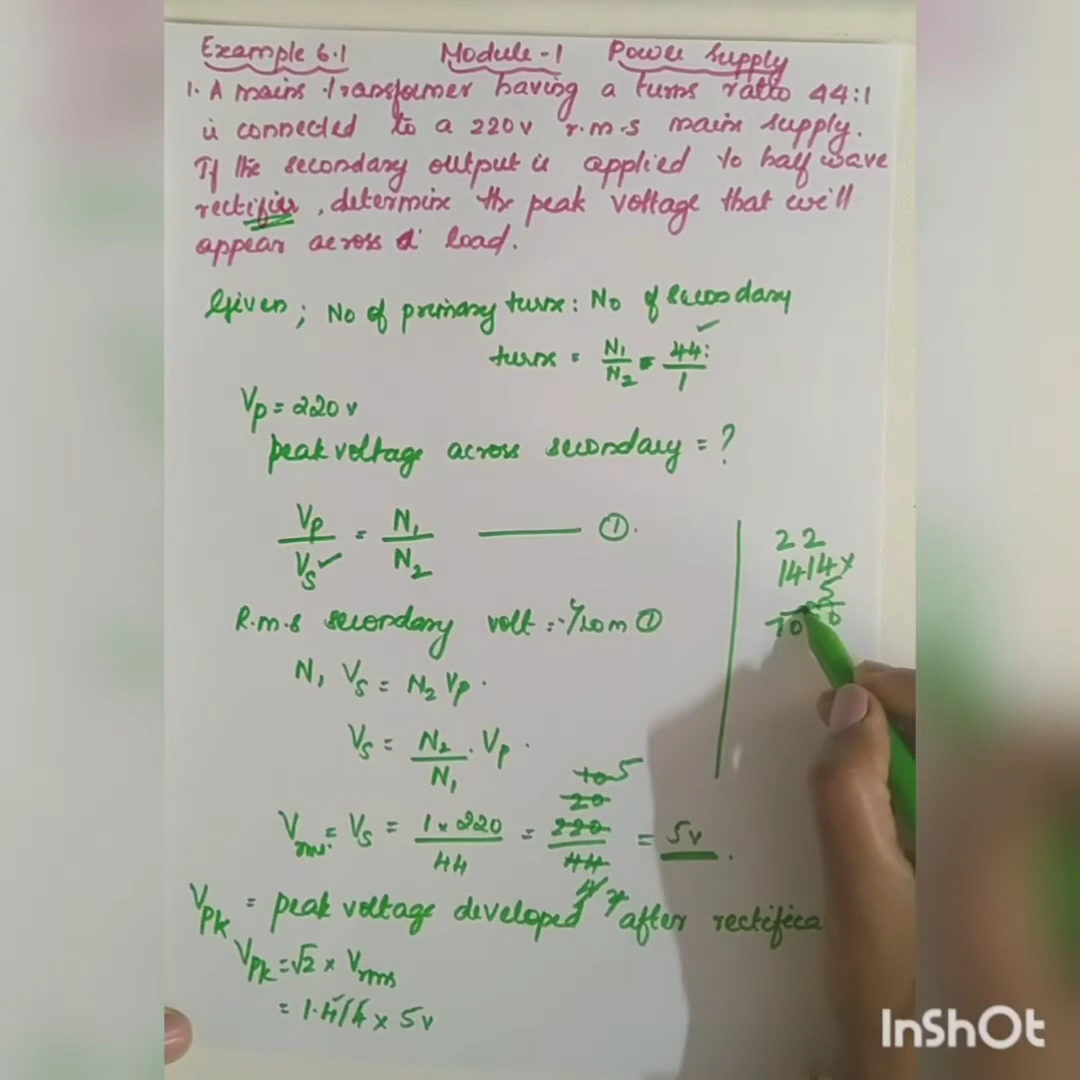 Example 6.1 Module-1 Power Supply
1. A mains transformer having a turns ratio 44:1
is connected to a 220v r.m.s mains supply.
If the secondary output is applied to half wave
rectifier, determine the peak voltage that will
appear across a load.
Given; No of primary turns: No of secondary
turns = N1/N2 = 44:/1
Vp = 220 v
peak voltage across secondary = ?
Vp/Vs = N1/N2 ——— ①.
R.m.s secondary volt :- from ①
N1 Vs = N2 Vp.
Vs = N2/N1 . Vp .
Vrms = Vs = 1 x 220/44 = 220/44 = 5v.
Vpk = peak voltage developed after rectifica
Vpk = √2 x Vrms
= 1.414 x 5v
22
1414 x
5
7070
InShOt